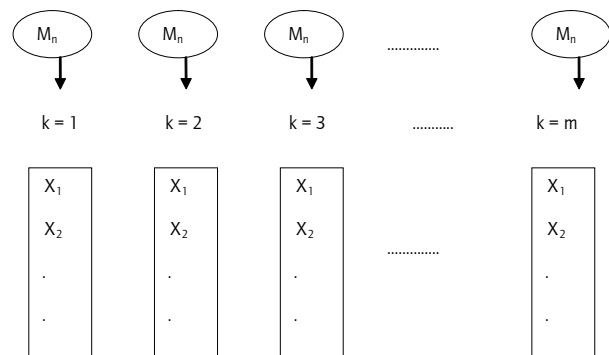 Mₙ Mₙ Mₙ .............. Mₙ
k = 1 k = 2 k = 3 ........... k = m
X₁ X₁ X₁ X₁
X₂ X₂ X₂ X₂
..............
. . . .
. . . .